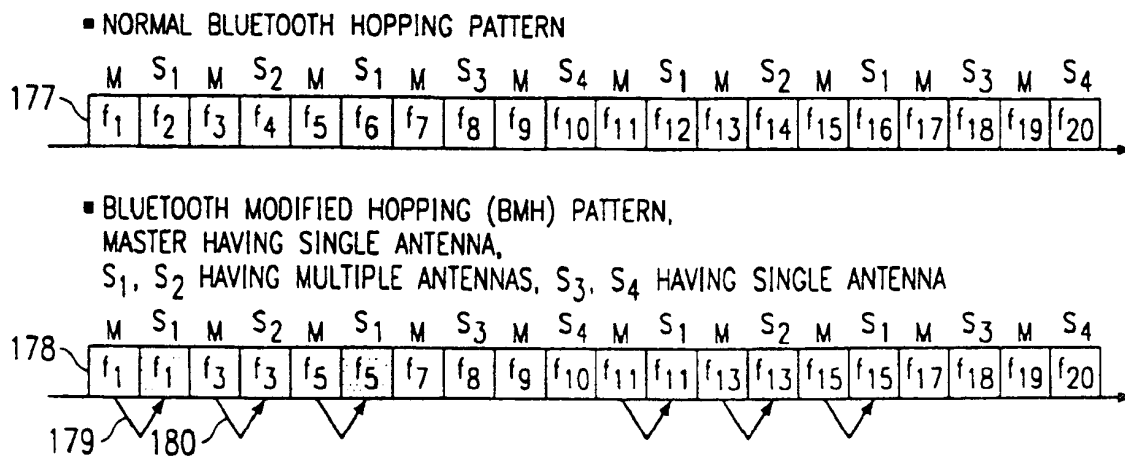 ■ NORMAL BLUETOOTH HOPPING PATTERN
M S1 M S2 M S1 M S3 M S4 M S1 M S2 M S1 M S3 M S4
177 f1 f2 f3 f4 f5 f6 f7 f8 f9 f10 f11 f12 f13 f14 f15 f16 f17 f18 f19 f20
■ BLUETOOTH MODIFIED HOPPING (BMH) PATTERN,
MASTER HAVING SINGLE ANTENNA,
S1, S2 HAVING MULTIPLE ANTENNAS, S3, S4 HAVING SINGLE ANTENNA
M S1 M S2 M S1 M S3 M S4 M S1 M S2 M S1 M S3 M S4
178 f1 f1 f3 f3 f5 f5 f7 f8 f9 f10 f11 f11 f13 f13 f15 f15 f17 f18 f19 f20
179 180